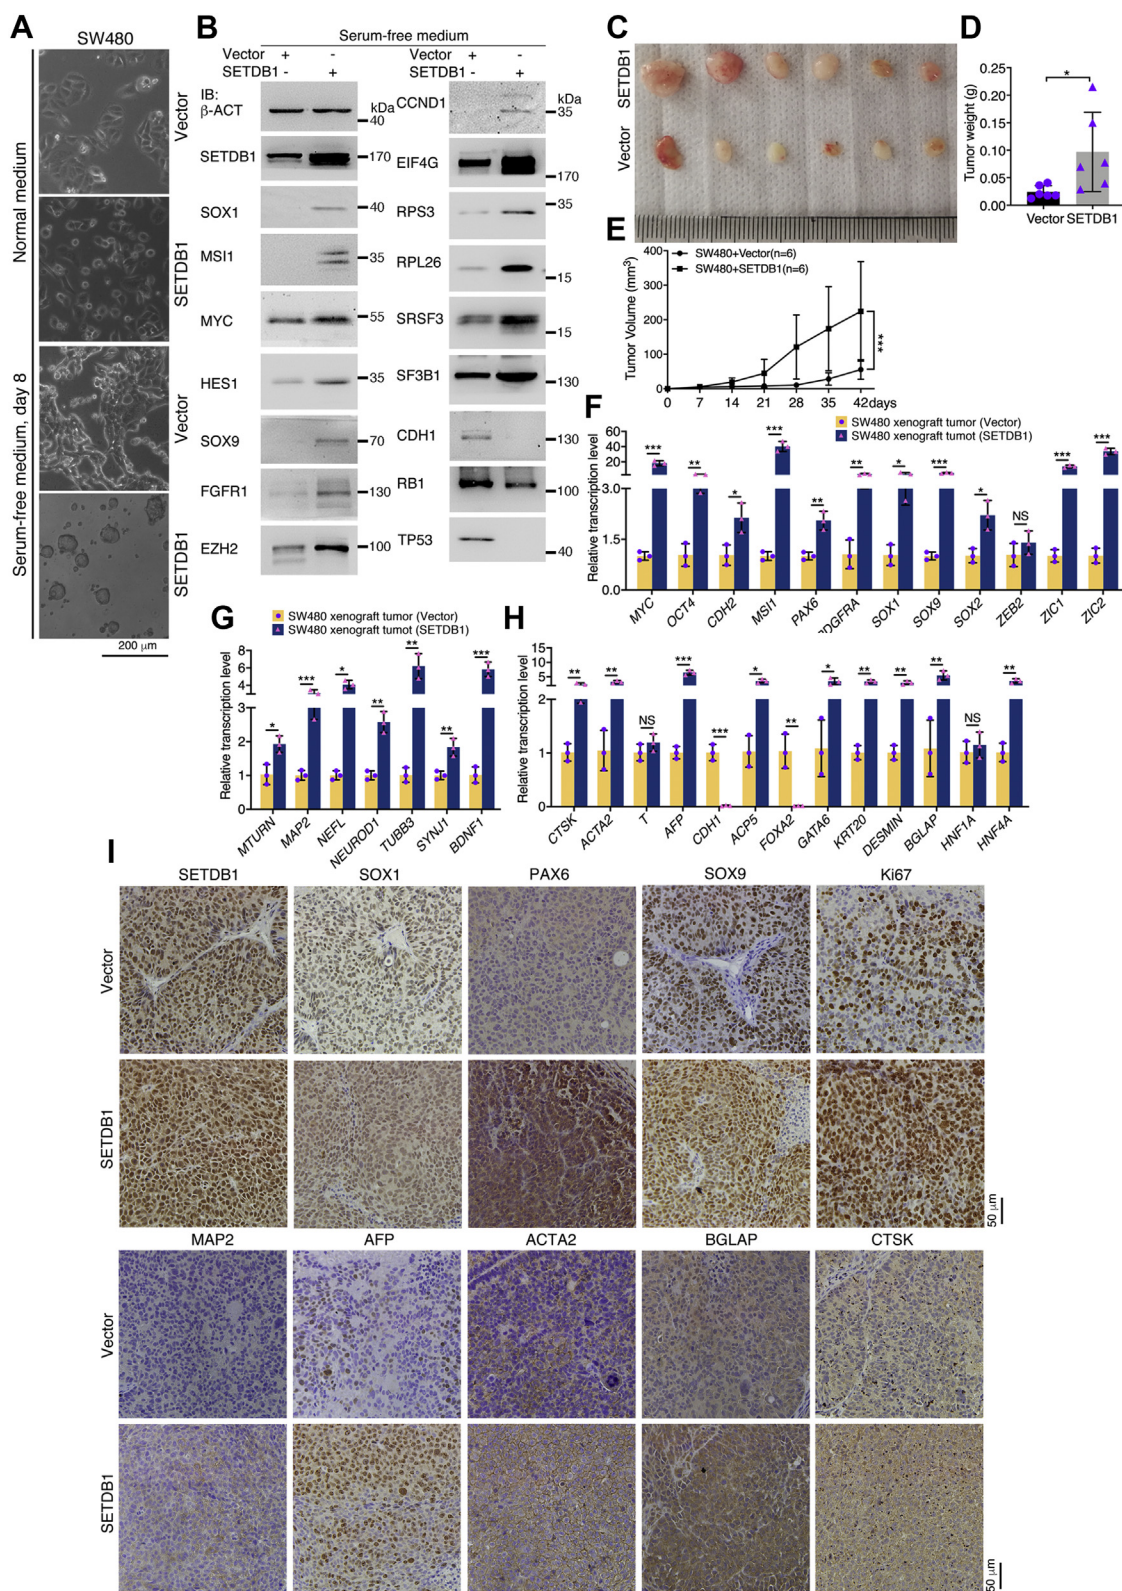 A
SW480
Normal medium
Serum-free medium, day 8
Vector
SETDB1
Vector
SETDB1
200 μm
B
Serum-free medium
Vector + -
SETDB1 - +
IB:
β-ACT
kDa
40
SETDB1
170
SOX1
40
MSI1
35
MYC
55
HES1
35
SOX9
70
FGFR1
130
EZH2
100
Vector + -
SETDB1 - +
CCND1
kDa
35
EIF4G
170
RPS3
35
RPL26
15
SRSF3
15
SF3B1
130
CDH1
130
RB1
100
TP53
40
C
SETDB1
Vector
D
Tumor weight (g)
0.25
0.20
0.15
0.10
0.05
0.00
*
Vector SETDB1
E
SW480+Vector(n=6)
SW480+SETDB1(n=6)
Tumor Volume (mm³)
400
300
200
100
0
0 7 14 21 28 35 42days
***
F
SW480 xenograft tumor (Vector)
SW480 xenograft tumot (SETDB1)
Relative transcription level
60
40
20
3.0
1.5
0.0
*** ** * *** ** ** * *** * NS *** ***
MYC OCT4 CDH2 MSI1 PAX6 PDGFRA SOX1 SOX9 SOX2 ZEB2 ZIC1 ZIC2
G
SW480 xenograft tumor (Vector)
SW480 xenograft tumot (SETDB1)
Relative transcription level
8
6
4
2
1
0
* *** * ** ** ** ***
MTURN MAP2 NEFL NEUROD1 TUBB3 SYNJ1 BDNF1
H
Relative transcription level
15
10
5
2
1
0
** ** NS *** *** * ** * ** ** ** NS **
CTSK ACTA2 T AFP CDH1 ACP5 FOXA2 GATA6 KRT20 DESMIN BGLAP HNF1A HNF4A
I
SETDB1 SOX1 PAX6 SOX9 Ki67
Vector
SETDB1
50 μm
MAP2 AFP ACTA2 BGLAP CTSK
Vector
SETDB1
50 μm